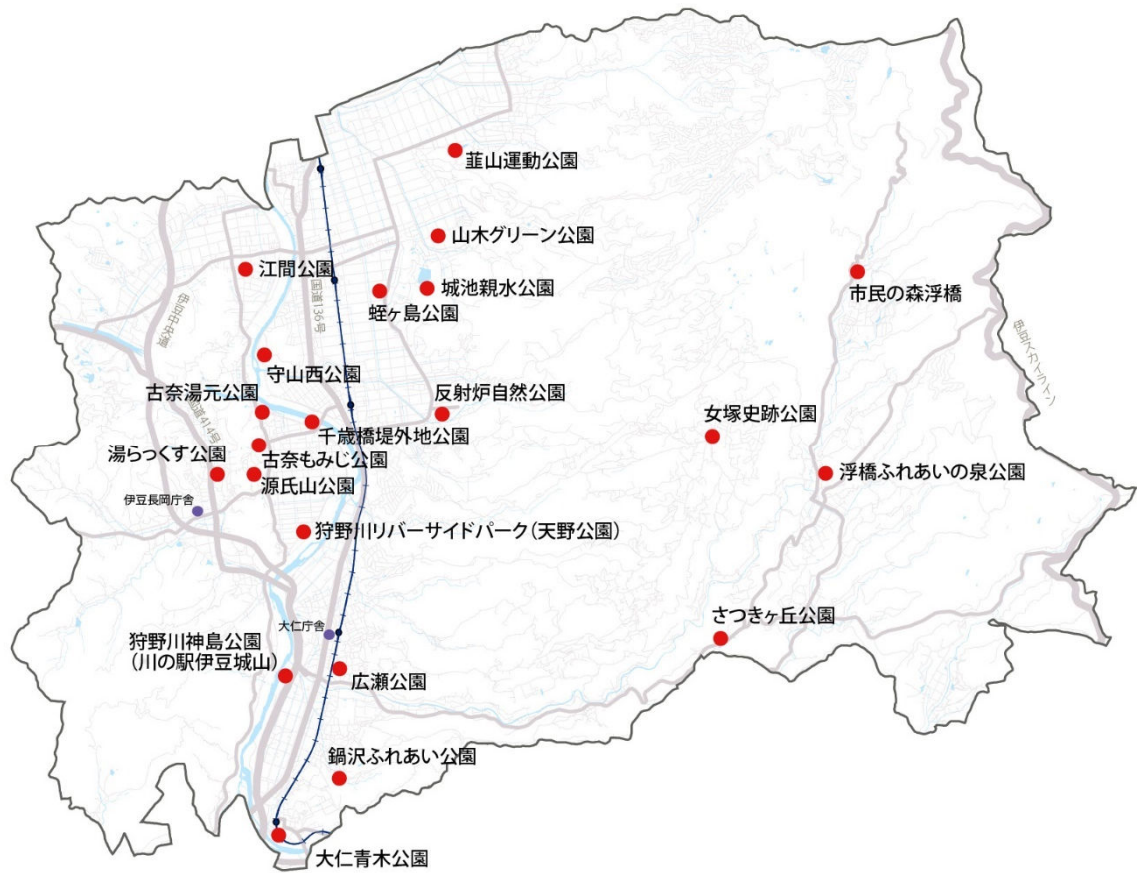 韮山運動公園
山木グリーン公園
江間公園
城池親水公園
市民の森浮橋
蛭ヶ島公園
国道136号
伊豆中央道
伊豆スカイライン
守山西公園
古奈湯元公園
反射炉自然公園
女塚史跡公園
国道414号
千歳橋堤外地公園
湯らっくす公園
古奈もみじ公園
源氏山公園
浮橋ふれあいの泉公園
伊豆長岡庁舎
狩野川リバーサイドパーク(天野公園)
さつきヶ丘公園
大仁庁舎
狩野川神島公園
(川の駅伊豆城山)
広瀬公園
鍋沢ふれあい公園
大仁青木公園